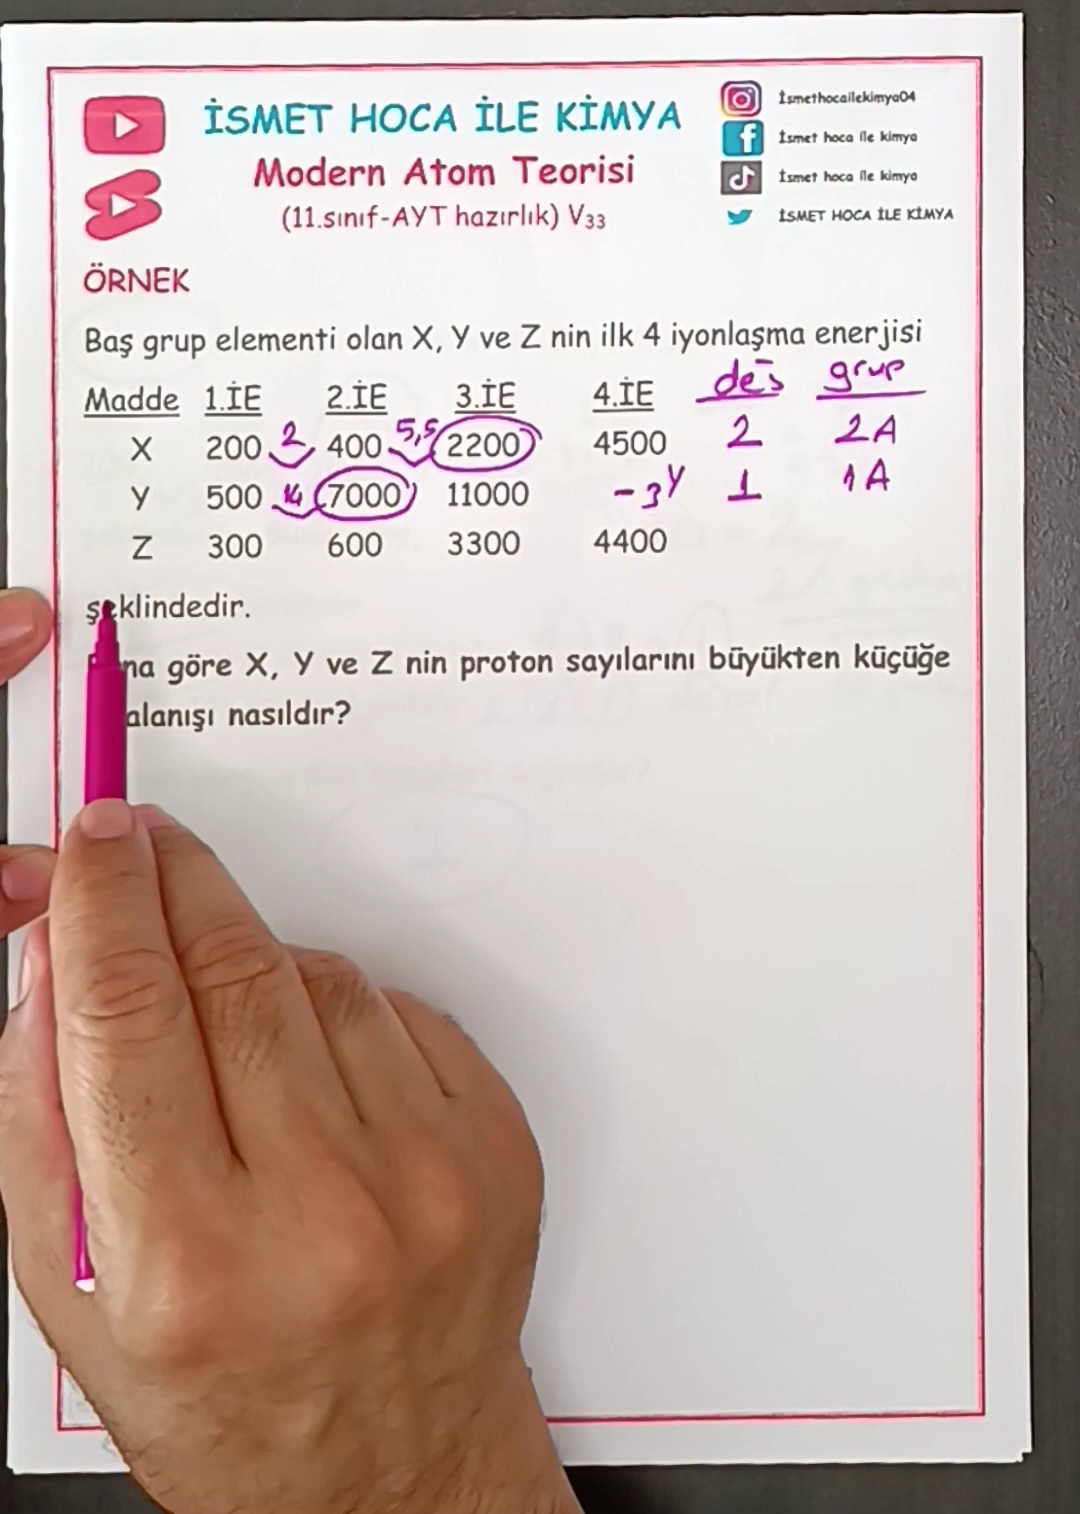 İSMET HOCA İLE KİMYA
Modern Atom Teorisi
(11.sınıf-AYT hazırlık) V33
İsmethocailekimya04
İsmet hoca ile kimya
İsmet hoca ile kimya
İSMET HOCA İLE KİMYA
ÖRNEK
Baş grup elementi olan X, Y ve Z nin ilk 4 iyonlaşma enerjisi
Madde 1.İE 2.İE 3.İE 4.İE des grup
X 200 2 400 5,5 2200 4500 2 2A
Y 500 14 7000 11000 - 3Y 1 1A
Z 300 600 3300 4400
şeklindedir.
na göre X, Y ve Z nin proton sayılarını büyükten küçüğe
alanışı nasıldır?